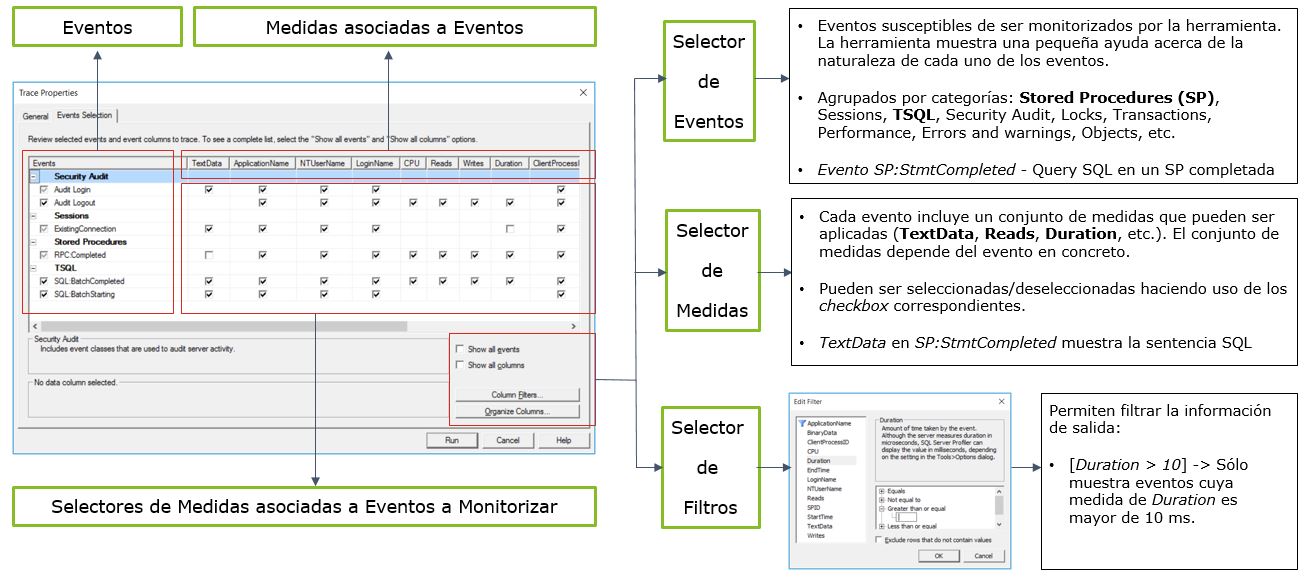 Eventos
Medidas asociadas a Eventos
Trace Properties
General
Events Selection
Review selected events and event columns to trace. To see a complete list, select the "Show all events" and "Show all columns" options.
Events TextData ApplicationName NTUserName LoginName CPU Reads Writes Duration ClientProcessI
Security Audit
Audit Login
Audit Logout
Sessions
ExistingConnection
Stored Procedures
RPC:Completed
TSQL
SQL:BatchCompleted
SQL:BatchStarting
Security Audit
Includes event classes that are used to audit server activity.
No data column selected.
Show all events
Show all columns
Column Filters...
Organize Columns...
Run Cancel Help
Selectores de Medidas asociadas a Eventos a Monitorizar
Selector
de
Eventos
• Eventos susceptibles de ser monitorizados por la herramienta.
La herramienta muestra una pequeña ayuda acerca de la
naturaleza de cada uno de los eventos.
• Agrupados por categorías: Stored Procedures (SP),
Sessions, TSQL, Security Audit, Locks, Transactions,
Performance, Errors and warnings, Objects, etc.
• Evento SP:StmtCompleted - Query SQL en un SP completada
Selector
de
Medidas
• Cada evento incluye un conjunto de medidas que pueden ser
aplicadas (TextData, Reads, Duration, etc.). El conjunto de
medidas depende del evento en concreto.
• Pueden ser seleccionadas/deseleccionadas haciendo uso de los
checkbox correspondientes.
• TextData en SP:StmtCompleted muestra la sentencia SQL
Selector
de
Filtros
Edit Filter
ApplicationName
BinaryData
ClientProcessID
CPU
Duration
EndTime
LoginName
NTUserName
Reads
SPID
StartTime
TextData
Writes
Duration
Amount of time taken by the event.
Although the server measures duration in
microseconds, SQL Server Profiler can
display the value in milliseconds, depending
on the setting in the Tools>Options dialog.
Equals
Not equal to
Greater than or equal
Less than or equal
Exclude rows that do not contain values
OK Cancel
Permiten filtrar la información
de salida:
• [Duration > 10] -> Sólo
muestra eventos cuya
medida de Duration es
mayor de 10 ms.